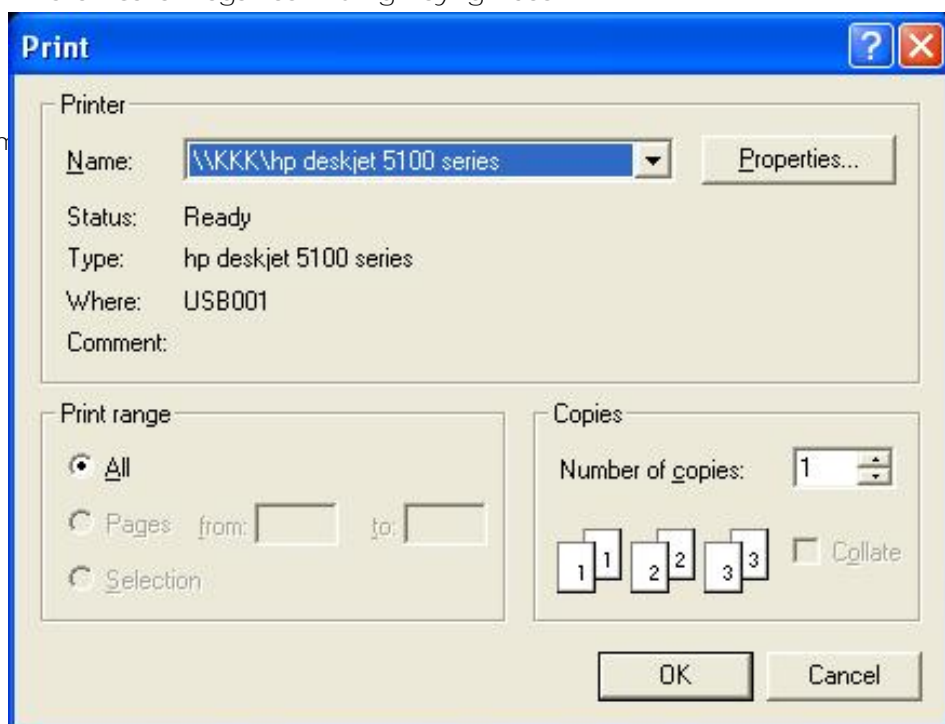 Print
Printer
Name: \\KKK\hp deskjet 5100 series Properties...
Status: Ready
Type: hp deskjet 5100 series
Where: USB001
Comment:
Print range
All
Pages from: to:
Selection
Copies
Number of copies: 1
1 1 2 2 3 3 Collate
OK Cancel